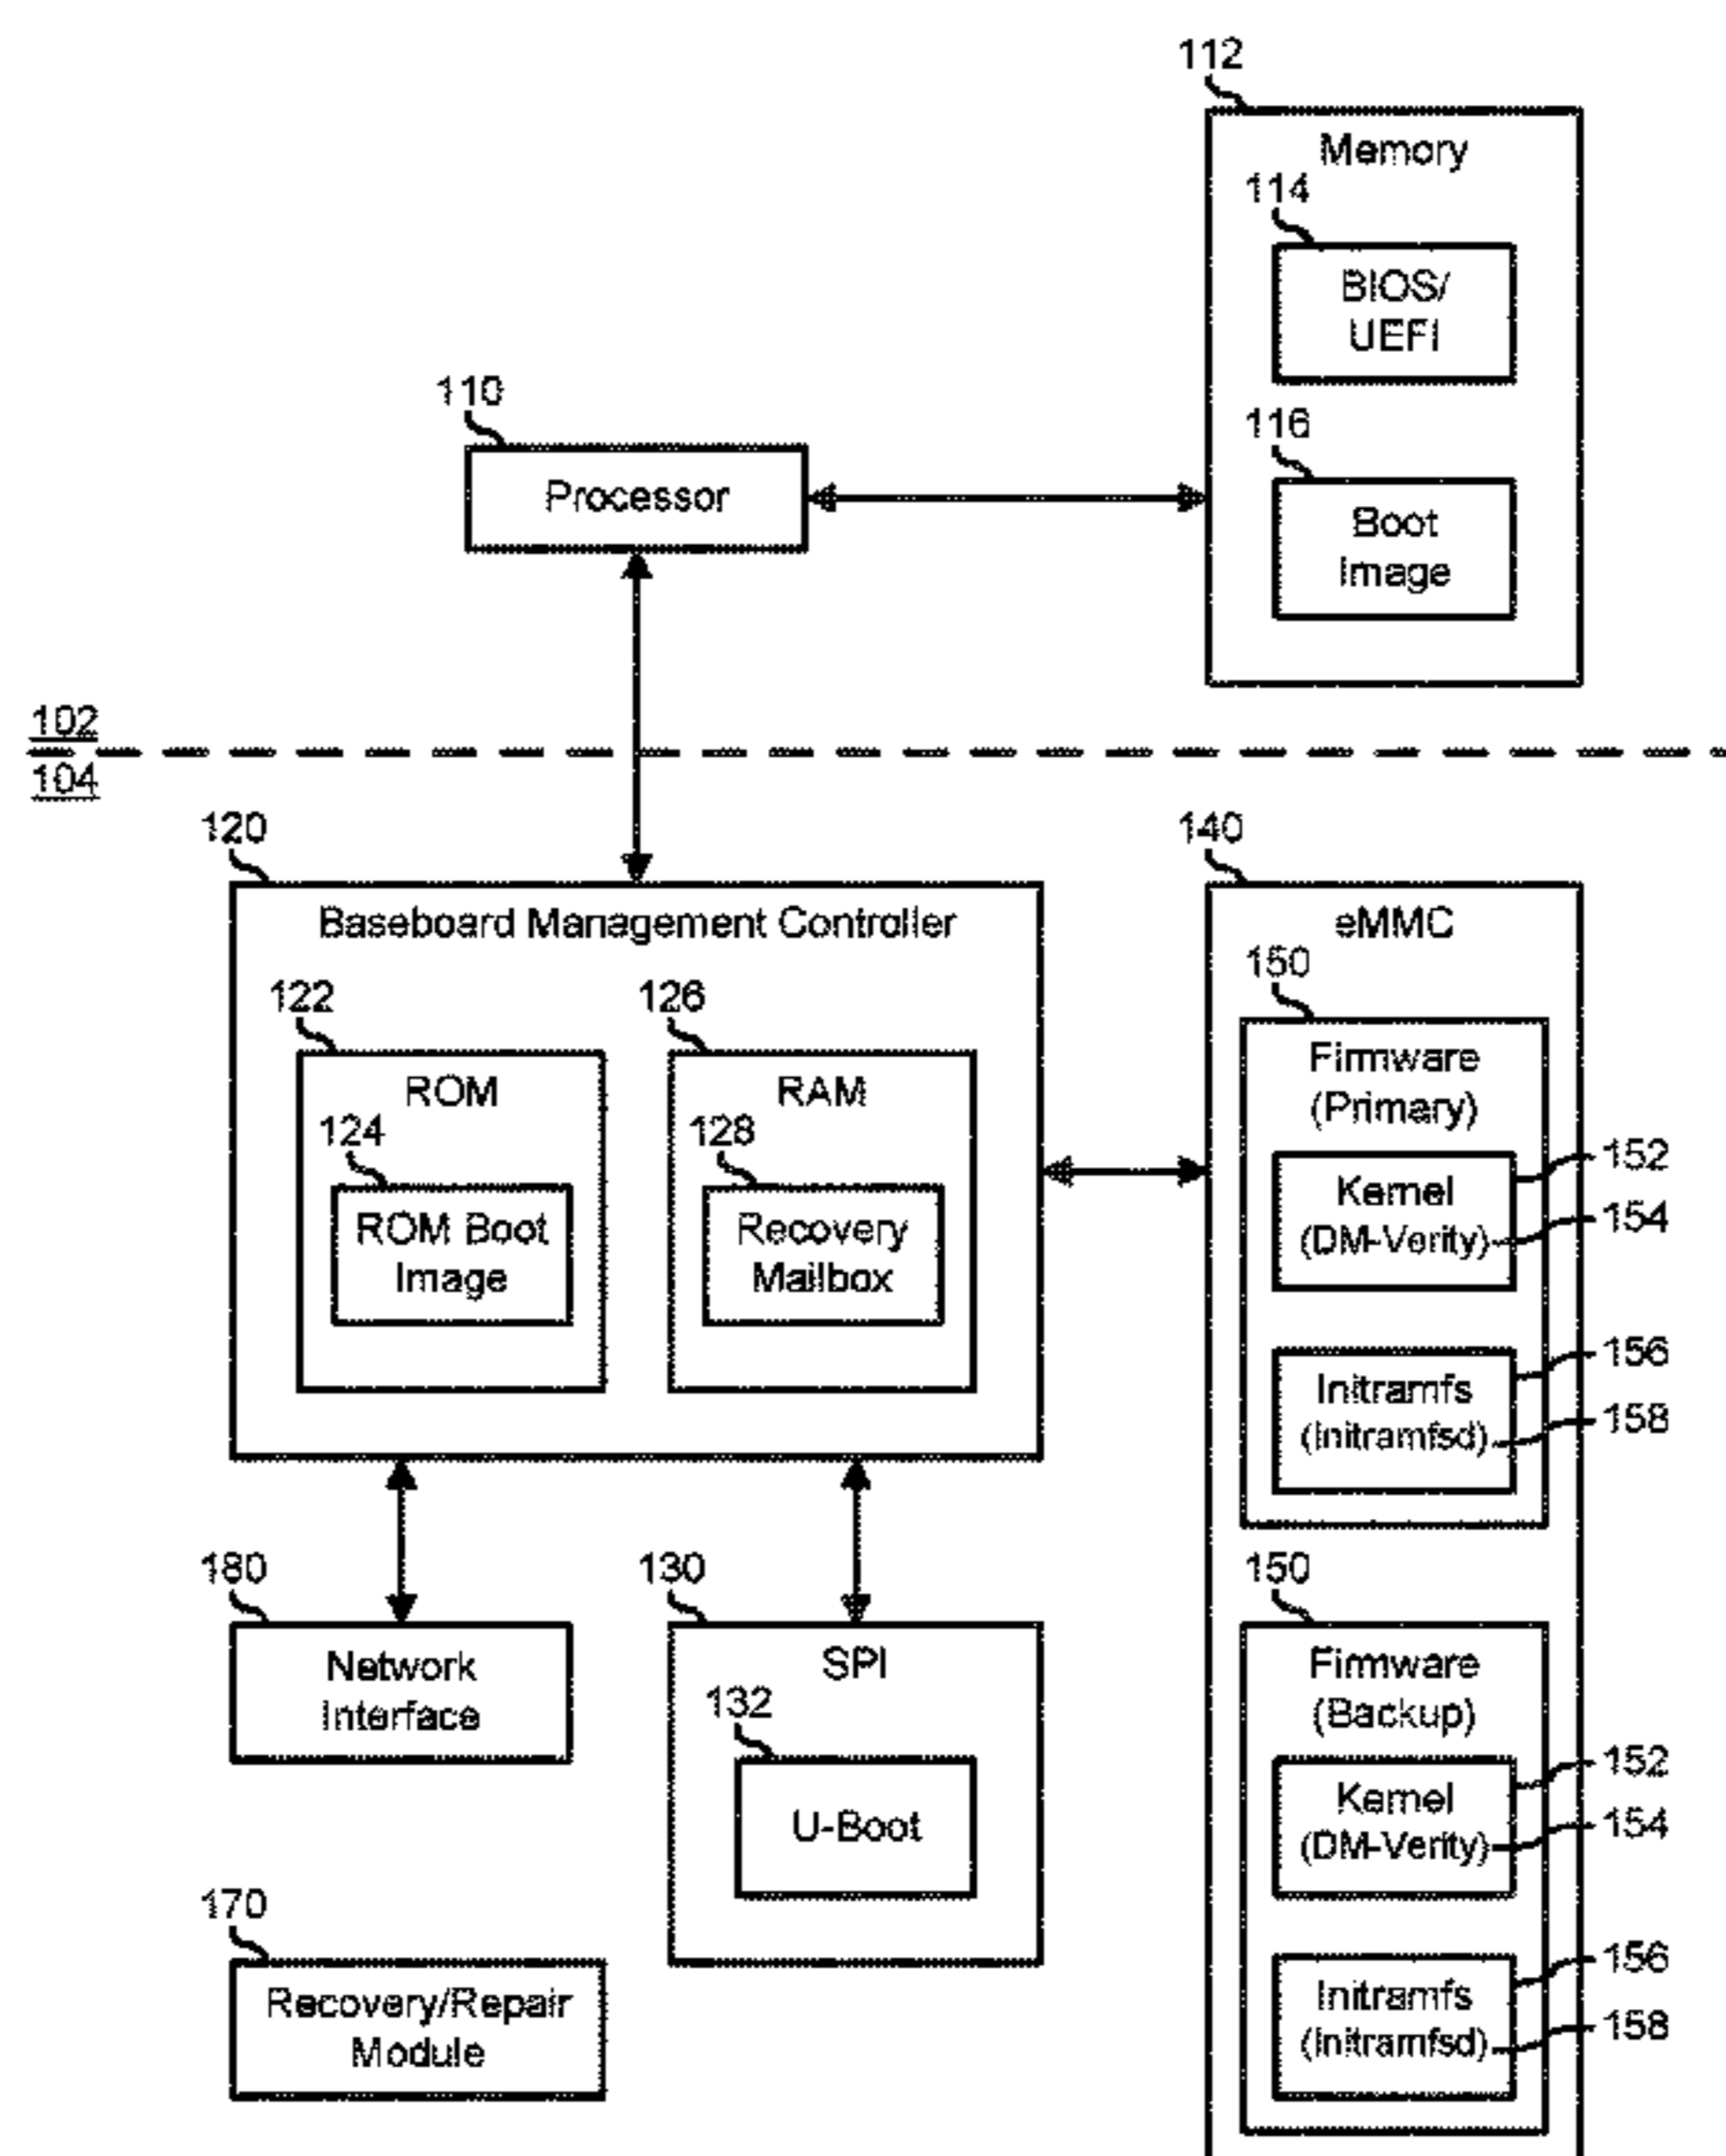 112
Memory
114
BIOS/
UEFI
110
Processor
116
Boot
Image
102
104
120
Baseboard Management Controller
122
ROM
124
ROM Boot
Image
126
RAM
128
Recovery
Mailbox
140
eMMC
150
Firmware
(Primary)
Kernel
152
(DM-Verity)
154
Initramfs
156
(Initramfsd)
158
180
Network
Interface
130
SPI
132
U-Boot
150
Firmware
(Backup)
Kernel
152
(DM-Verity)
154
Initramfs
156
(Initramfsd)
158
170
Recovery/Repair
Module